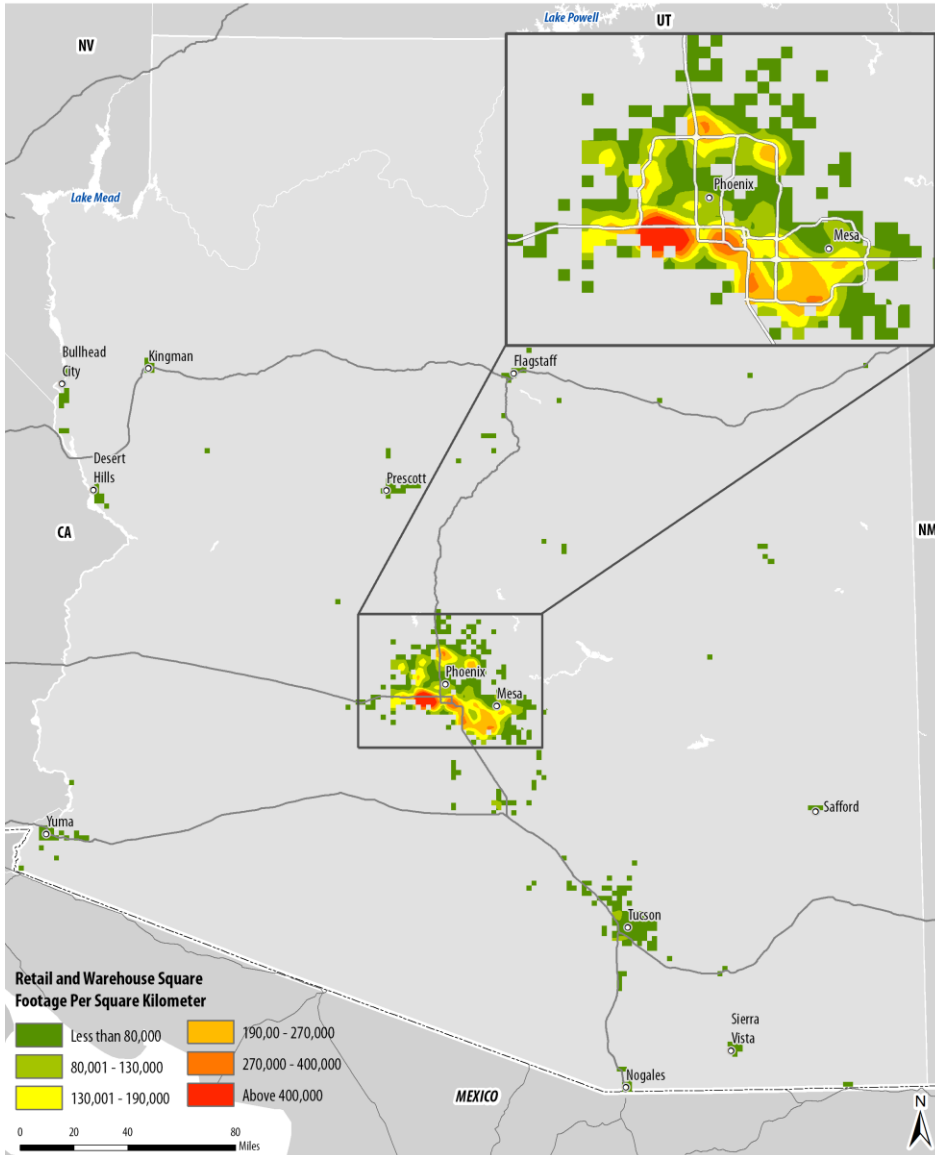 Lake Powell
UT
NV
Phoenix
Mesa
Lake Mead
Bullhead
City
Kingman
Flagstaff
Desert
Hills
Prescott
CA
NM
Phoenix
Mesa
Yuma
Safford
Tucson
Retail and Warehouse Square
Footage Per Square Kilometer
Less than 80,000
190,00 - 270,000
80,001 - 130,000
270,000 - 400,000
130,001 - 190,000
Above 400,000
Sierra
Vista
Nogales
MEXICO
N
0 20 40 80
Miles